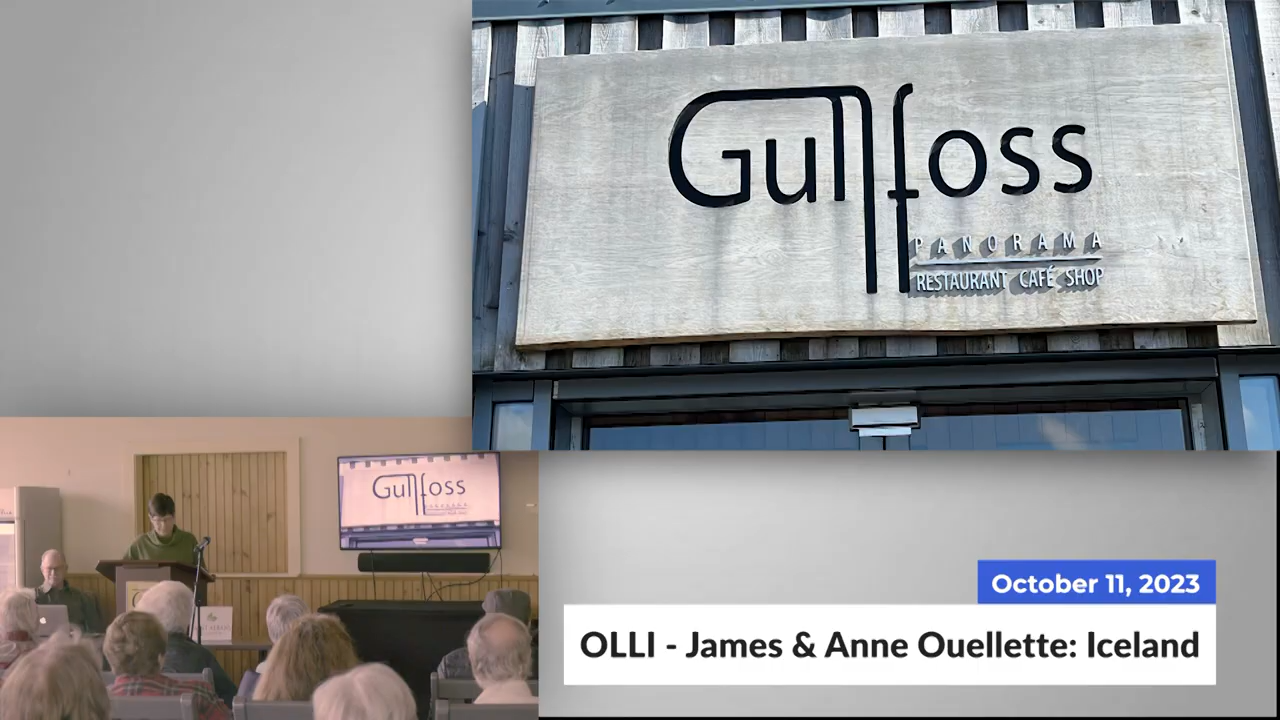 Gullfoss
PANORAMA
RESTAURANT CAFÉ SHOP
Gullfoss
October 11, 2023
OLLI - James & Anne Ouellette: Iceland